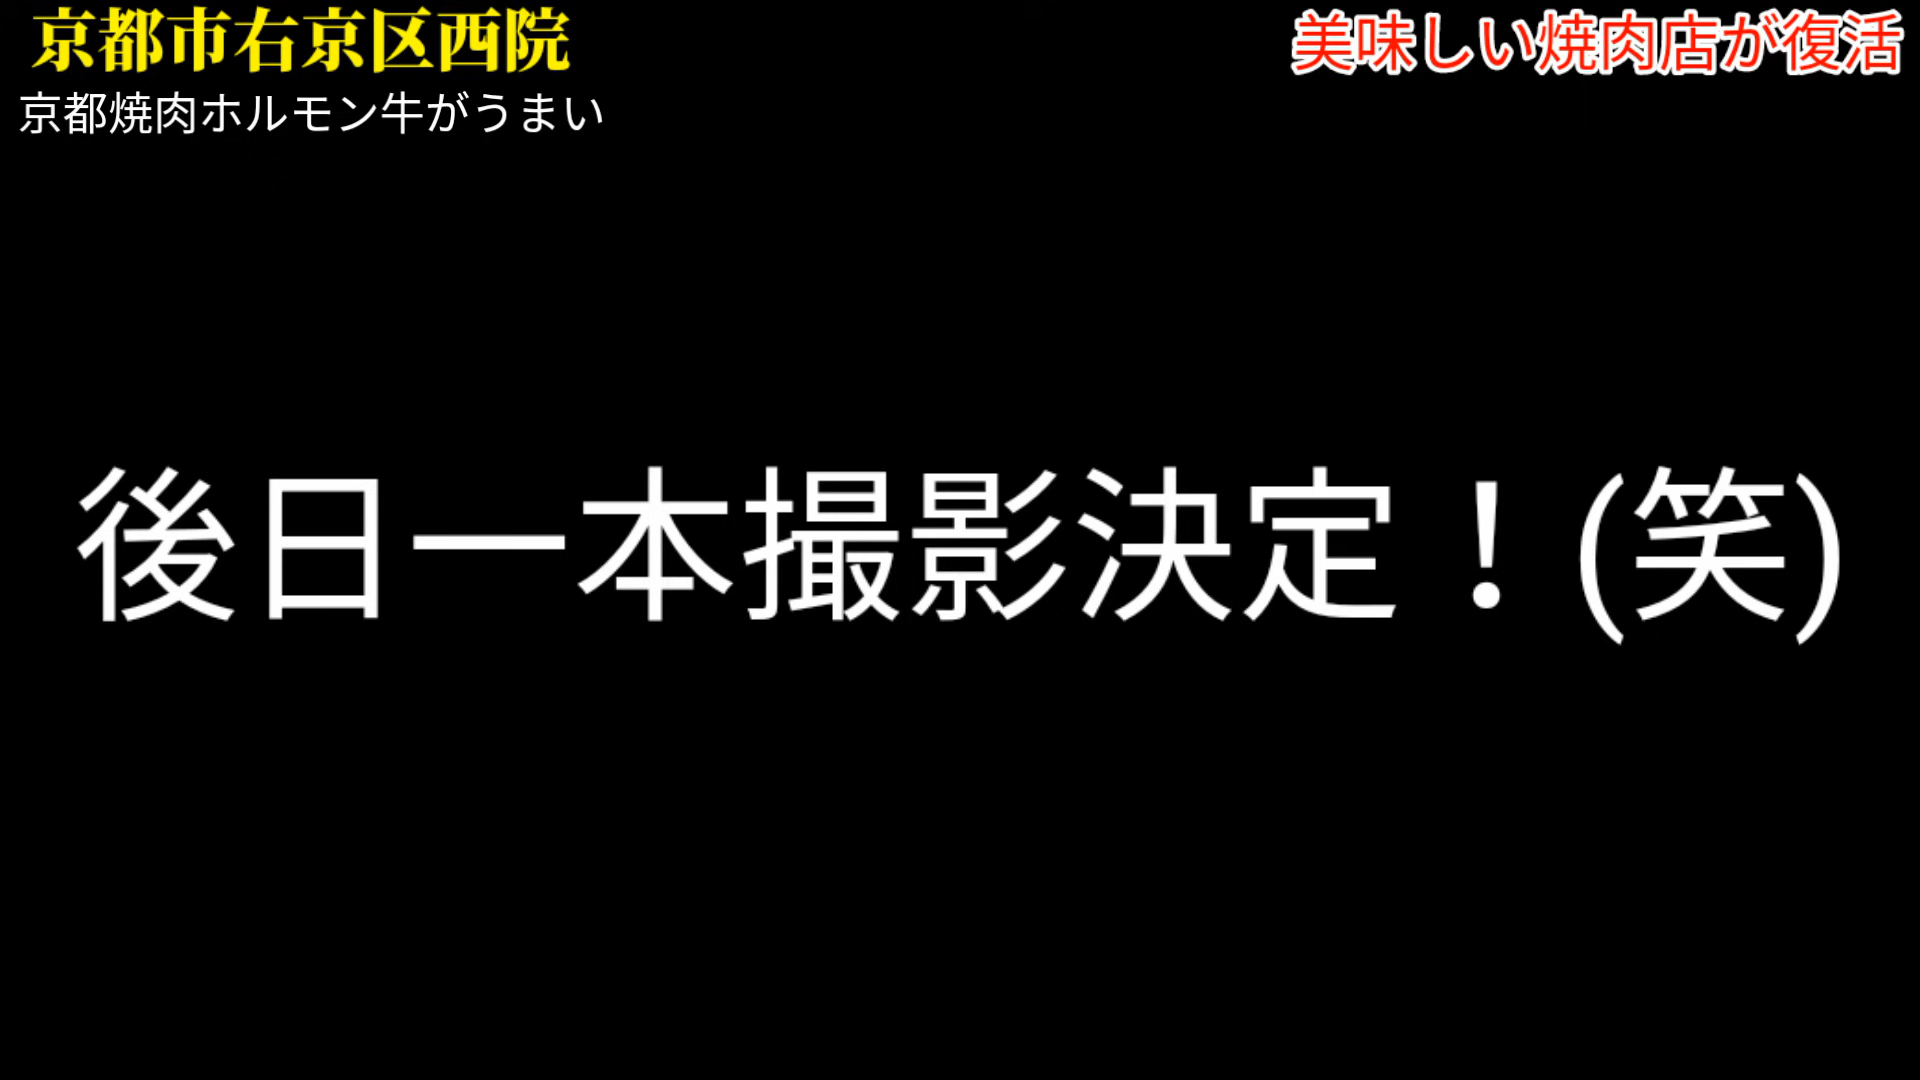 京都市右京区西院
美味しい焼肉店が復活
京都焼肉ホルモン牛がうまい
後日一本撮影決定！(笑)